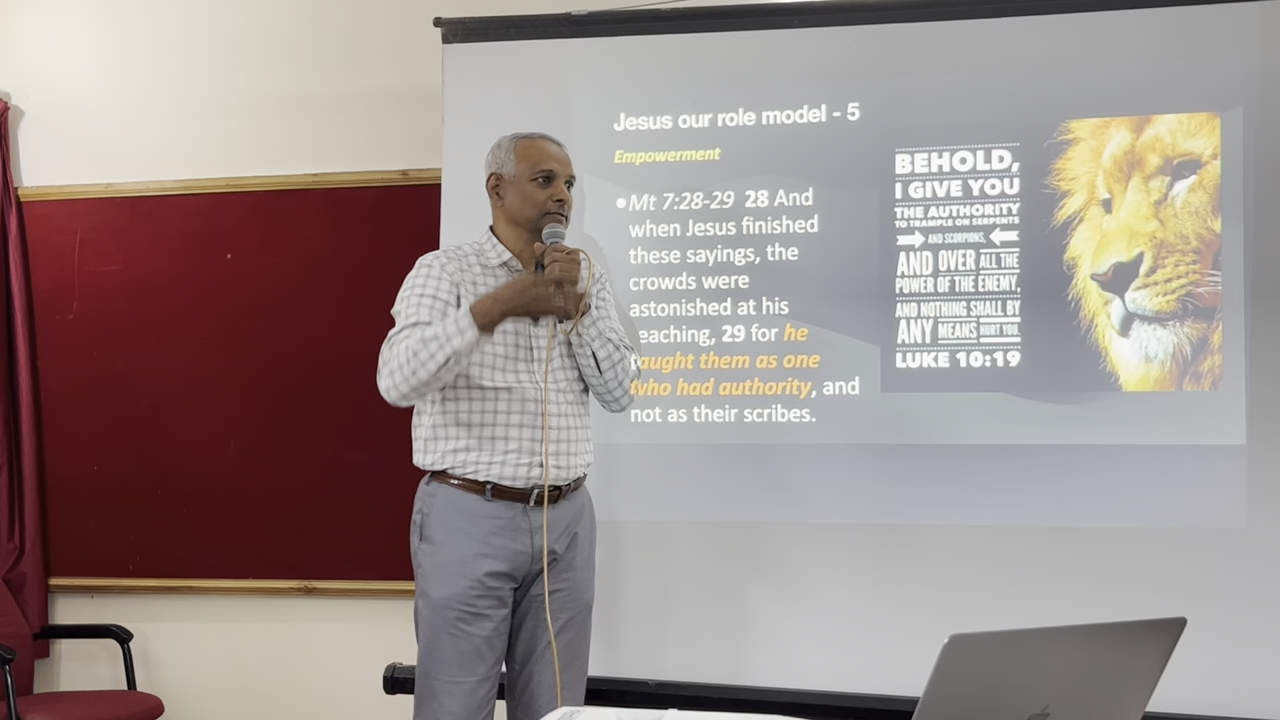 Jesus our role model - 5
Empowerment
•Mt 7:28-29 28 And
when Jesus finished
these sayings, the
crowds were
astonished at his
teaching, 29 for he
taught them as one
who had authority, and
not as their scribes.
BEHOLD,
I GIVE YOU
THE AUTHORITY
TO TRAMPLE ON SERPENTS
AND SCORPIONS,
AND OVER ALL THE
POWER OF THE ENEMY,
AND NOTHING SHALL BY
ANY MEANS HURT YOU.
LUKE 10:19